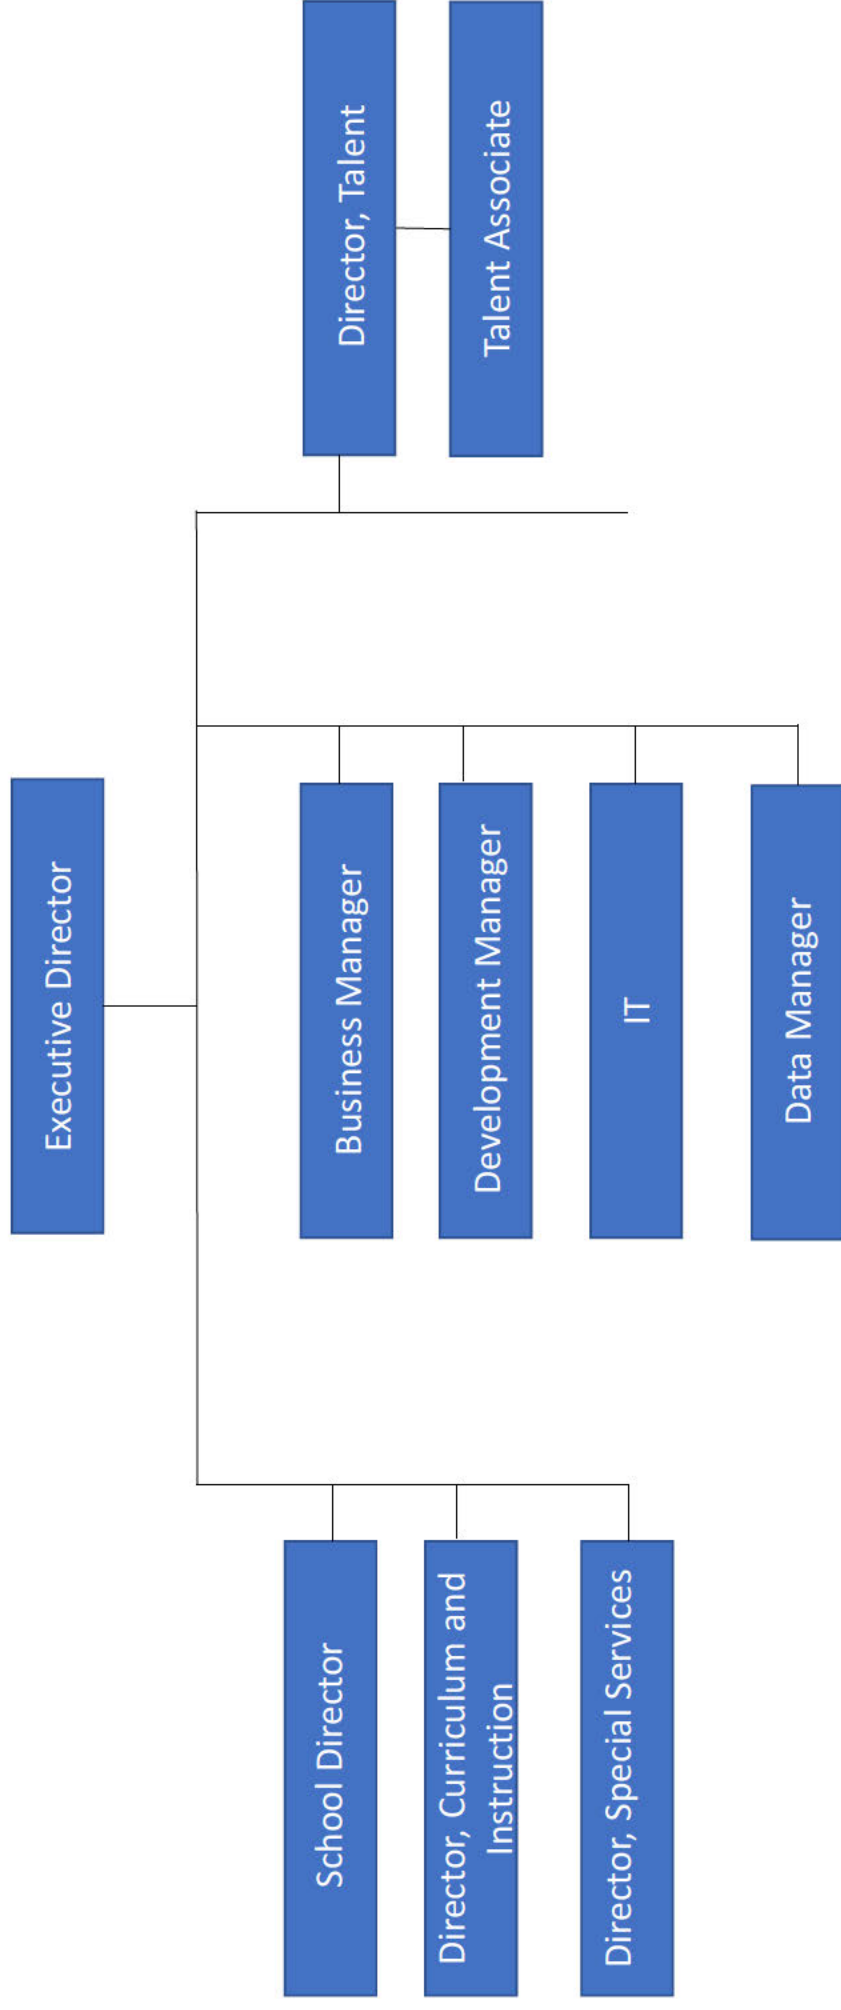 Executive Director
School Director
Director, Curriculum and
Instruction
Director, Special Services
Business Manager
Development Manager
IT
Data Manager
Director, Talent
Talent Associate